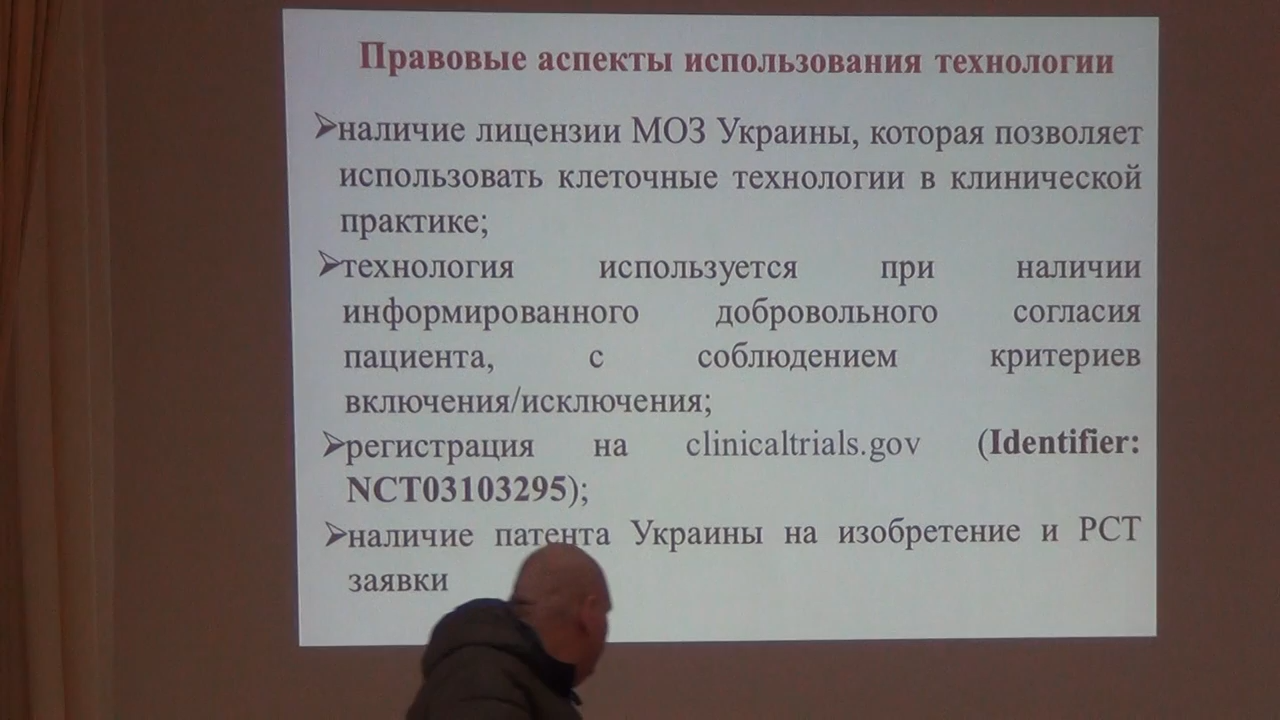 Правовые аспекты использования технологии
наличие лицензии МОЗ Украины, которая позволяет
использовать клеточные технологии в клинической
практике;
технология используется при наличии
информированного добровольного согласия
пациента, с соблюдением критериев
включения/исключения;
регистрация на clinicaltrials.gov (Identifier:
NCT03103295);
наличие патента Украины на изобретение и РСТ
заявки